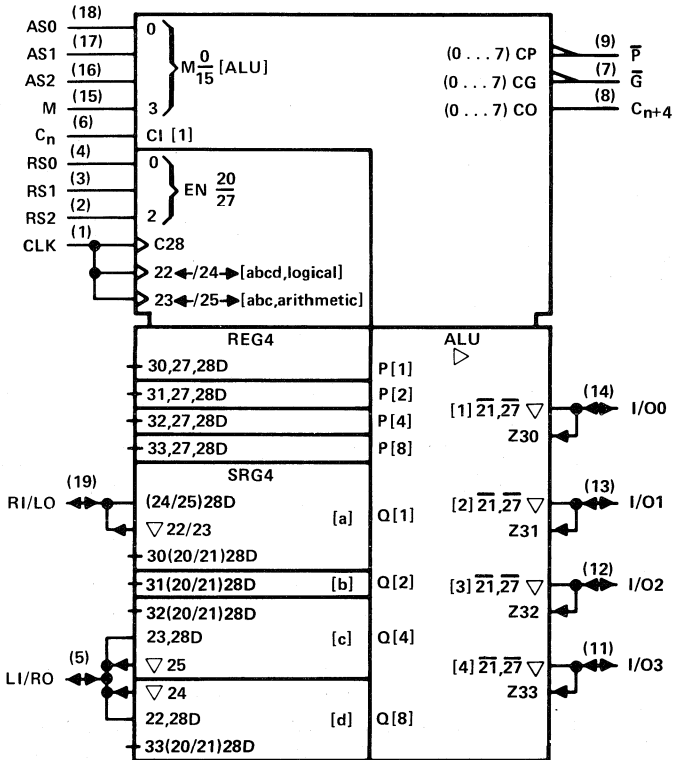 AS0 (18) 0
AS1 (17)
AS2 (16)
M (15) 3
M 0/15 [ALU]
Cn (6) CI [1]
(0 . . . 7) CP (9) P̅
(0 . . . 7) CG (7) G̅
(0 . . . 7) CO (8) Cn+4
RS0 (4) 0
RS1 (3) EN 20/27
RS2 (2) 2
CLK (1) C28
22←/24→[abcd,logical]
23←/25→[abc,arithmetic]
REG4
30,27,28D
31,27,28D
32,27,28D
33,27,28D
ALU
▷
P[1]
P[2]
P[4]
P[8]
SRG4
RI/LO (19) (24/25)28D
▽ 22/23
[a] Q[1]
30(20/21)28D
31(20/21)28D [b] Q[2]
32(20/21)28D
23,28D [c] Q[4]
▽ 25
LI/RO (5)
▽ 24
22,28D [d] Q[8]
33(20/21)28D
[1] 2̅1̅,2̅7̅ ▽ (14) I/O0
Z30
[2] 2̅1̅,2̅7̅ ▽ (13) I/O1
Z31
[3] 2̅1̅,2̅7̅ ▽ (12) I/O2
Z32
[4] 2̅1̅,2̅7̅ ▽ (11) I/O3
Z33